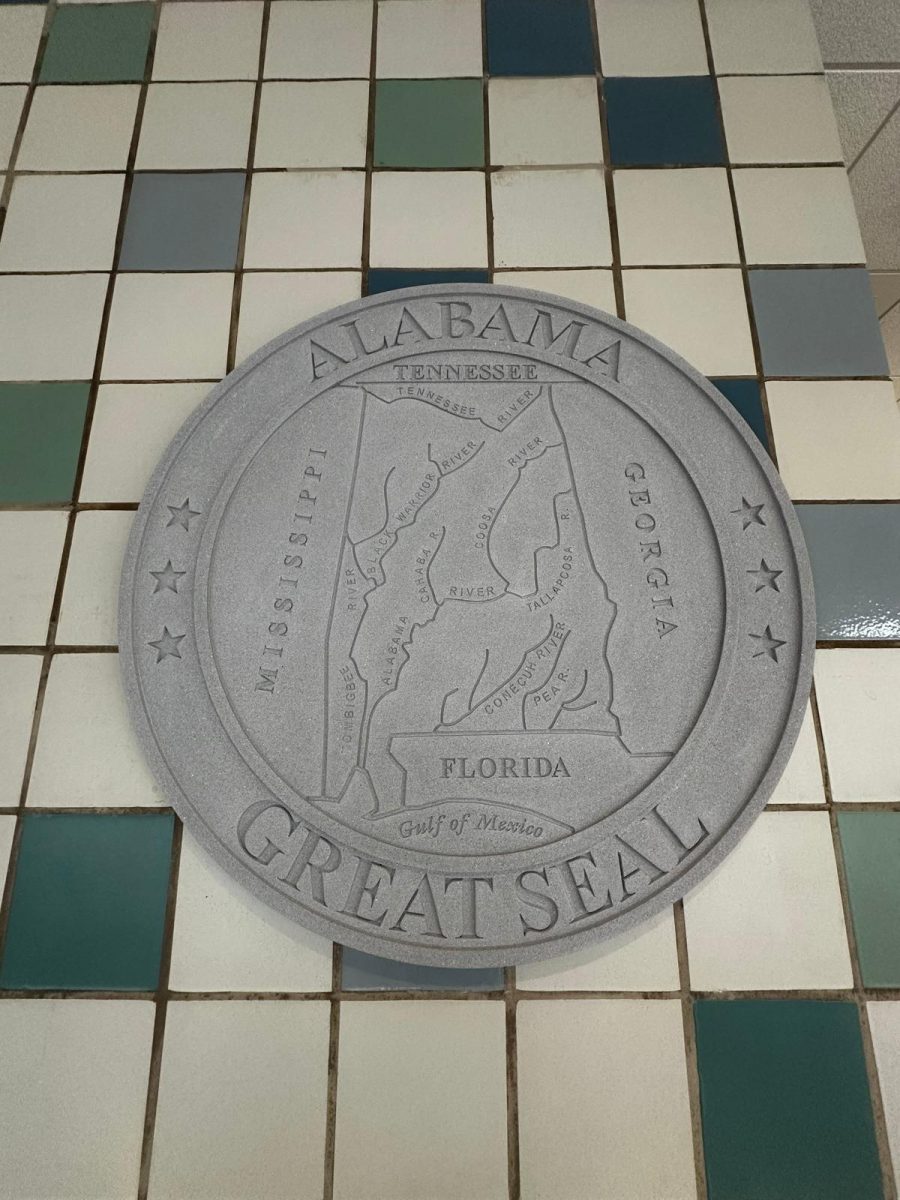 ALABAMA
TENNESSEE
TENNESSEE RIVER
MISSISSIPPI
GEORGIA
BLACK WARRIOR RIVER
COOSA RIVER
CAHABA R.
TALLAPOOSA R.
ALABAMA RIVER
TOMBIGBEE RIVER
CONECUH RIVER
PEA R.
FLORIDA
Gulf of Mexico
GREAT SEAL